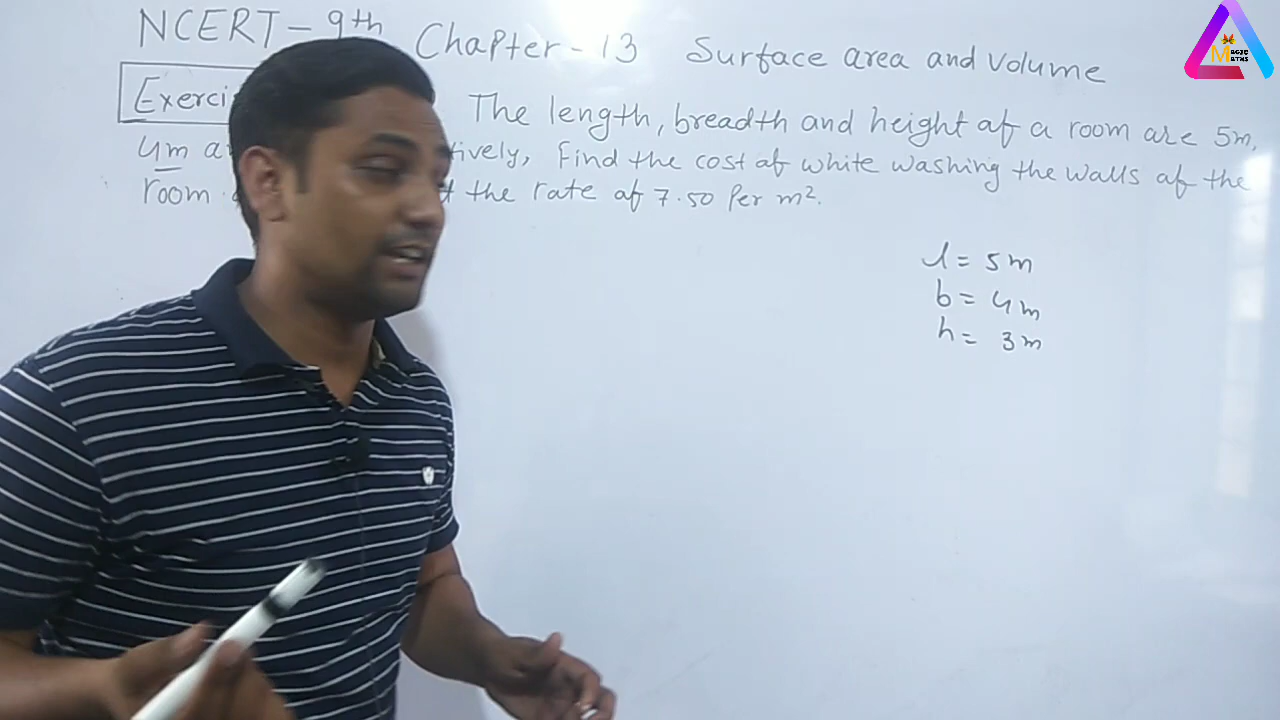 NCERT - 9th Chapter - 13 Surface area and volume
The length, breadth and height of a room are 5m,
4m Find the cost of white washing the walls of the
room the rate of 7.50 Per m².
l = 5m
b = 4m
h = 3m
Magic
Maths